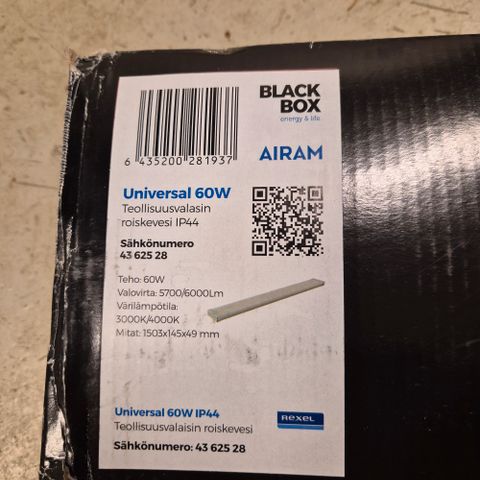 BLACK
BOX
energy & life
6 435200 281937
AIRAM
Universal 60W
Teollisuusvalasin
roiskevesi IP44
Sähkönumero
43 625 28
Teho: 60W
Valovirta: 5700/6000Lm
Värilämpötila:
3000K/4000K
Mitat: 1503x145x49 mm
Universal 60W IP44
Teollisuusvalaisin roiskevesi
Sähkönumero: 43 625 28
REXEL